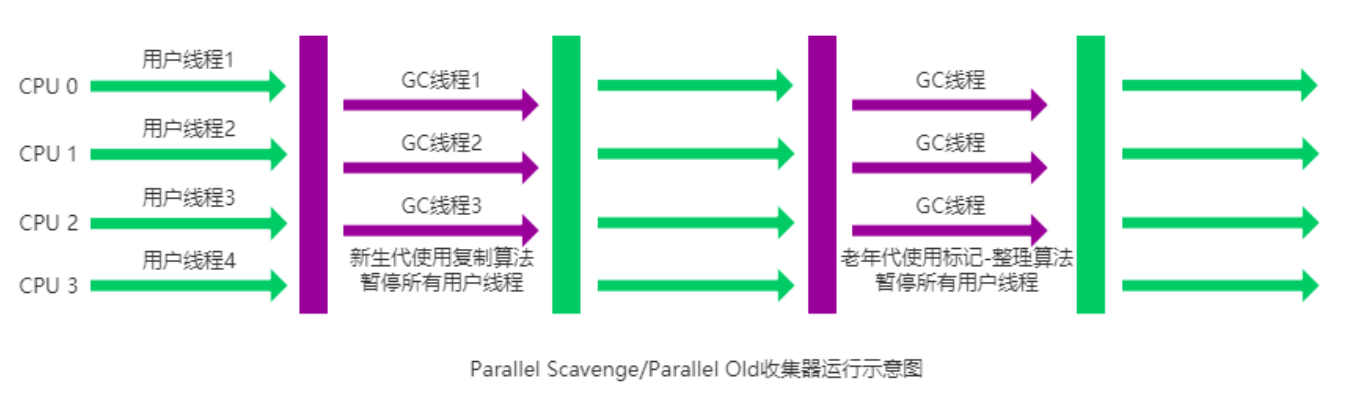 用户线程1
CPU 0
用户线程2
CPU 1
用户线程3
CPU 2
用户线程4
CPU 3
GC线程1
GC线程2
GC线程3
新生代使用复制算法
暂停所有用户线程
GC线程
GC线程
GC线程
老年代使用标记-整理算法
暂停所有用户线程
Parallel Scavenge/Parallel Old收集器运行示意图